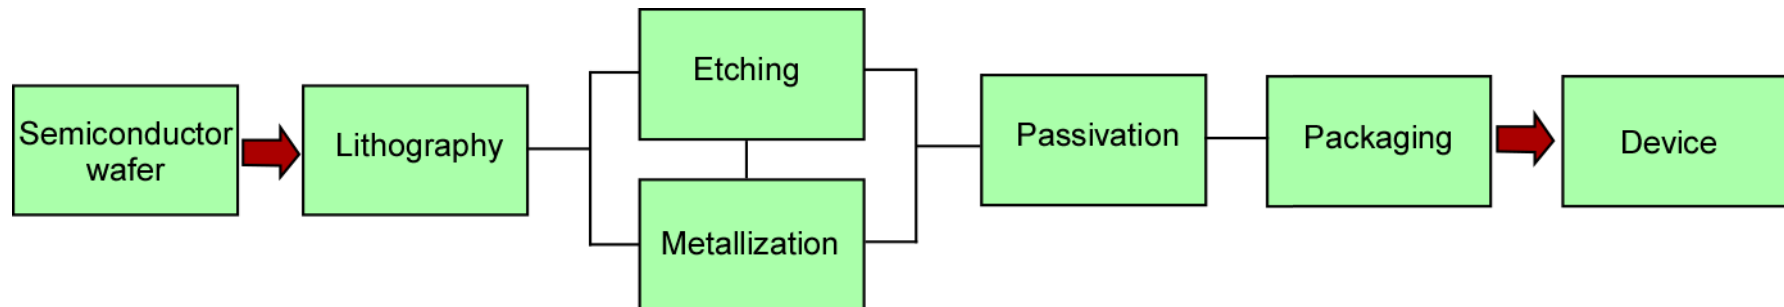 Semiconductor
wafer
Lithography
Etching
Metallization
Passivation
Packaging
Device